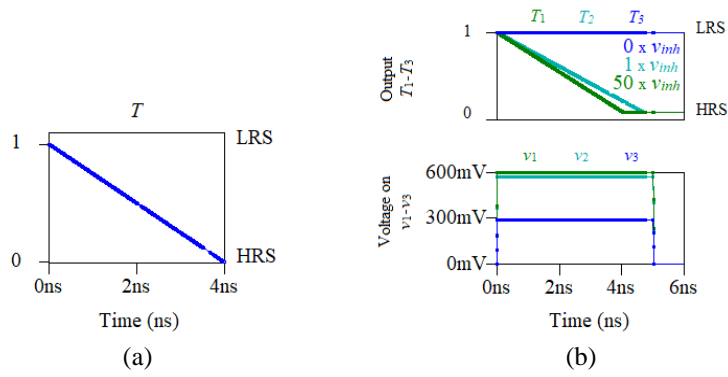 T
1
LRS
0
HRS
0ns 2ns 4ns
Time (ns)
(a)
T1 T2 T3
1
LRS
0 x vinh
1 x vinh
50 x vinh
Output
T1-T3
0
HRS
v1 v2 v3
600mV
300mV
0mV
Voltage on
v1-v3
0ns 2ns 4ns 6ns
Time (ns)
(b)